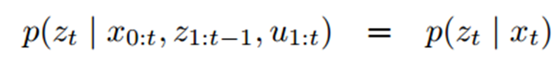 p(z_t | x_{0:t}, z_{1:t−1}, u_{1:t}) = p(z_t | x_t)